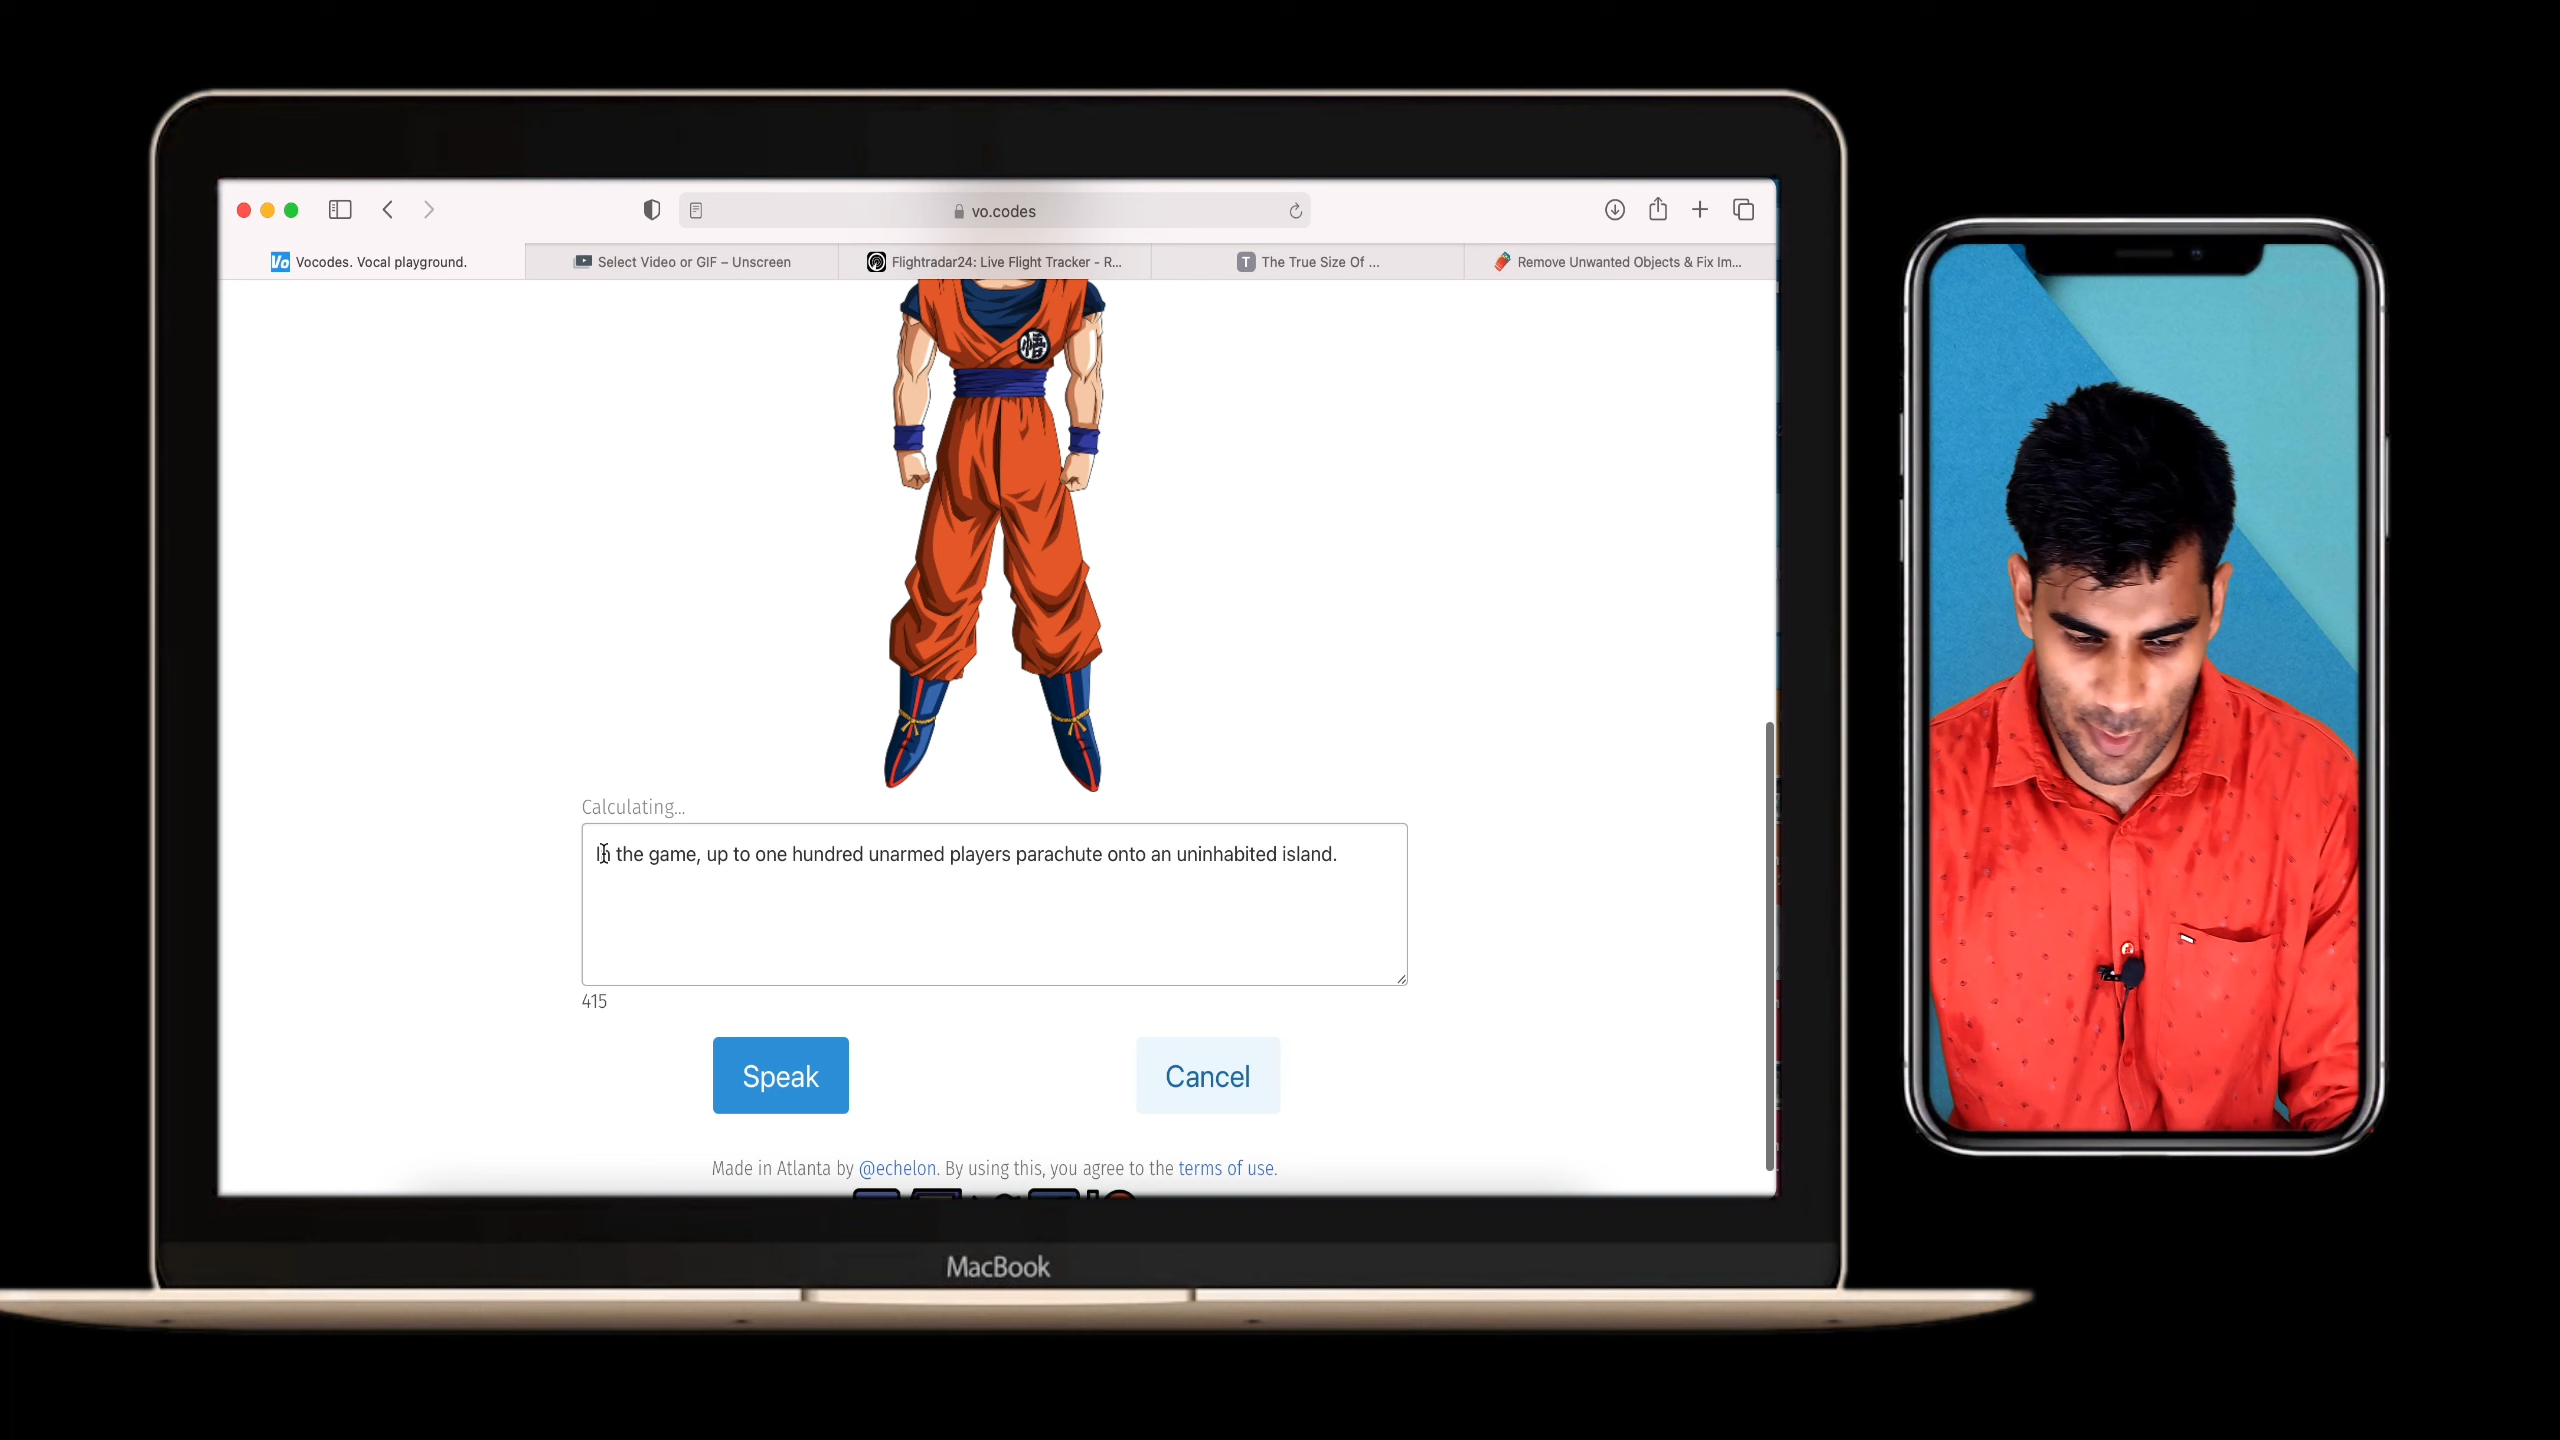 vo.codes
Vo Vocodes. Vocal playground.
Select Video or GIF – Unscreen
Flightradar24: Live Flight Tracker - R...
T The True Size Of ...
Remove Unwanted Objects & Fix Im...
悟
Calculating...
In the game, up to one hundred unarmed players parachute onto an uninhabited island.
415
Speak
Cancel
Made in Atlanta by @echelon. By using this, you agree to the terms of use.
MacBook